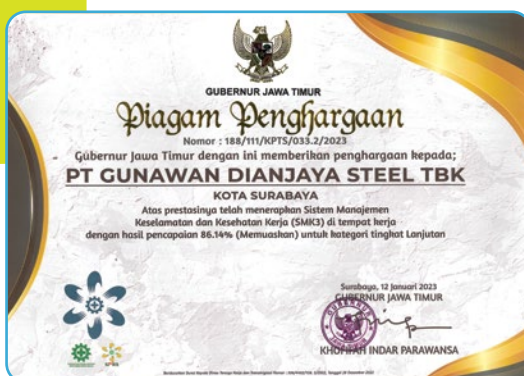 GUBERNUR JAWA TIMUR
Piagam Penghargaan
Nomor : 188/111/KPTS/033.2/2023
Gubernur Jawa Timur dengan ini memberikan penghargaan kepada;
PT GUNAWAN DIANJAYA STEEL TBK
KOTA SURABAYA
Atas prestasinya telah menerapkan Sistem Manajemen
Keselamatan dan Kesehatan Kerja (SMK3) di tempat kerja
dengan hasil pencapaian 86.14% (Memuaskan) untuk kategori tingkat Lanjutan
Surabaya, 12 Januari 2023
GUBERNUR JAWA TIMUR
KHOFIFAH INDAR PARAWANSA